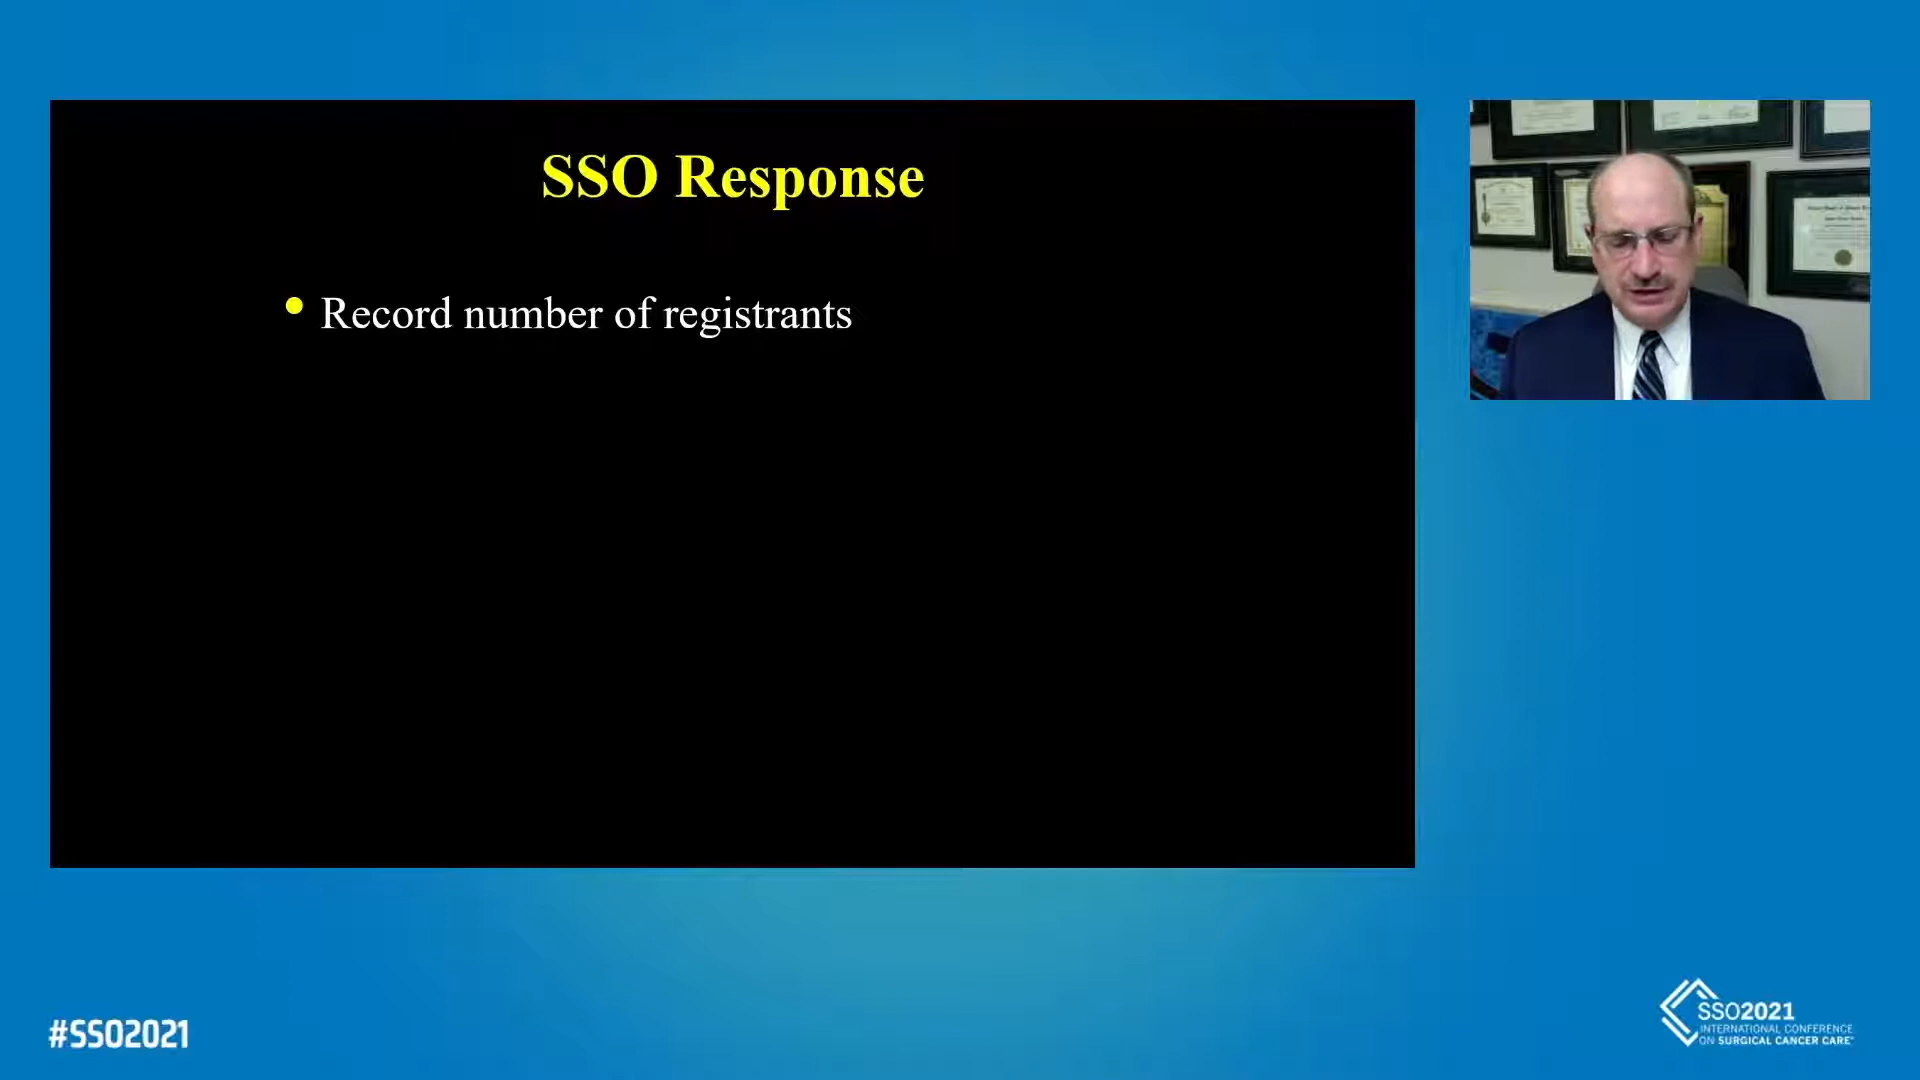 SSO Response
• Record number of registrants
#SSO2021
SSO2021
INTERNATIONAL CONFERENCE
ON SURGICAL CANCER CARE